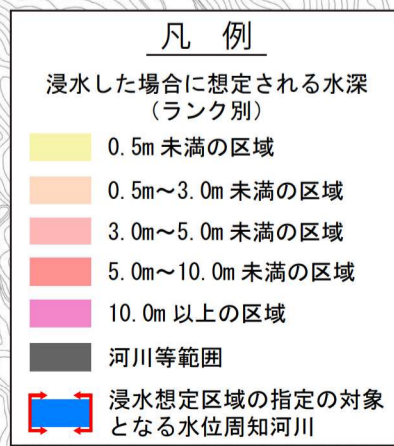 凡 例
浸水した場合に想定される水深
(ランク別)
0.5m 未満の区域
0.5m～3.0m 未満の区域
3.0m～5.0m 未満の区域
5.0m～10.0m 未満の区域
10.0m 以上の区域
河川等範囲
浸水想定区域の指定の対象
となる水位周知河川